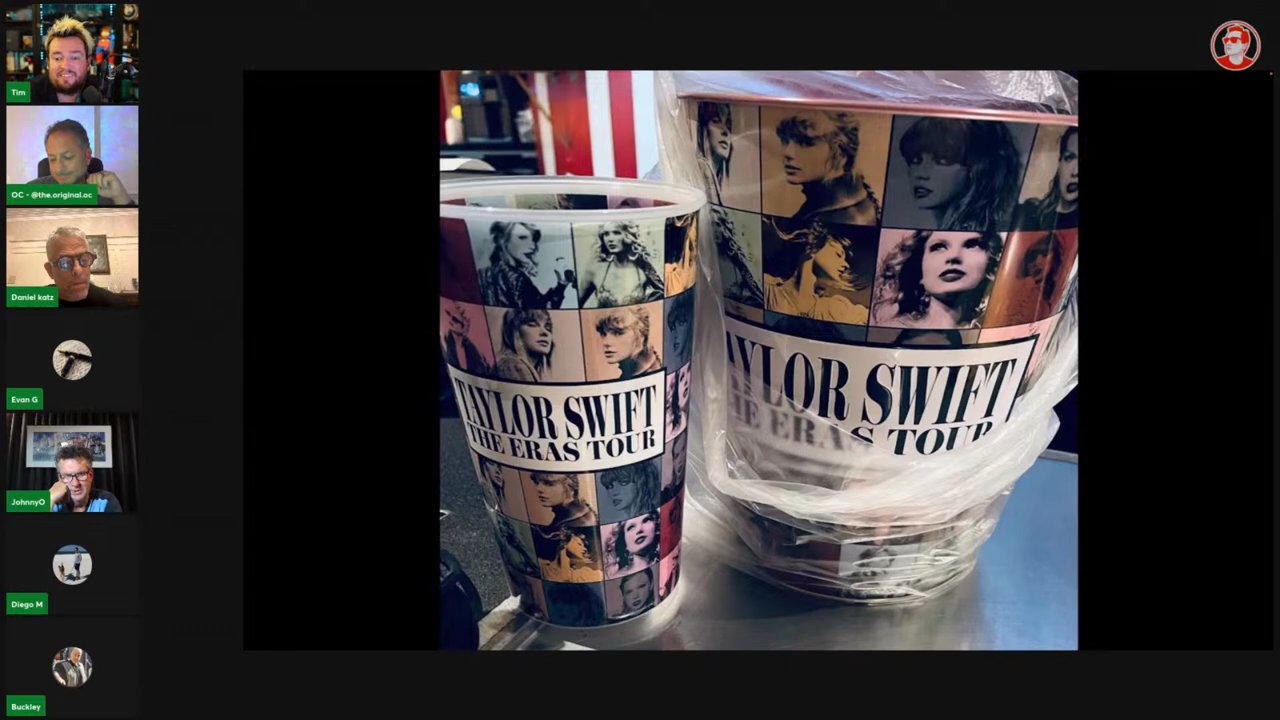 Tim
OC - @the.original.oc
Daniel katz
Evan G
JohnnyO
Diego M
Buckley
TAYLOR SWIFT
THE ERAS TOUR
AYLOR SWIFT
THE ERAS TOUR